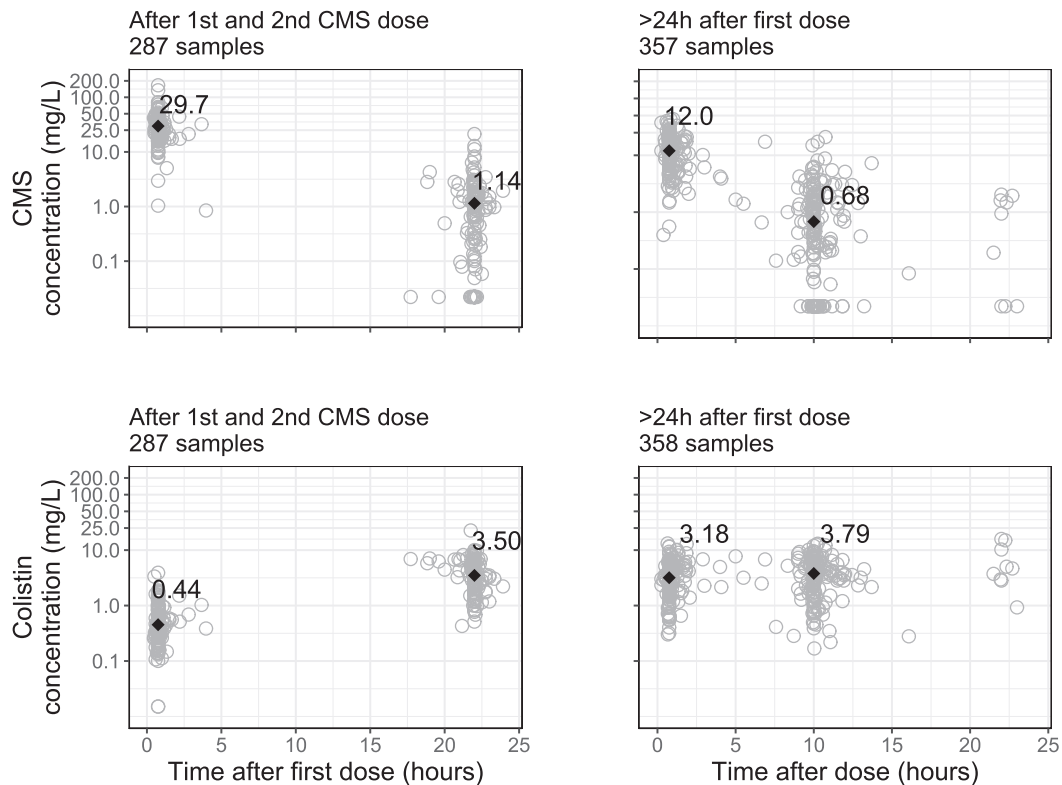 After 1st and 2nd CMS dose
287 samples
>24h after first dose
357 samples
CMS
concentration (mg/L)
200.0
100.0
50.0
25.0
10.0
1.0
0.1
29.7
1.14
12.0
0.68
After 1st and 2nd CMS dose
287 samples
>24h after first dose
358 samples
Colistin
concentration (mg/L)
200.0
100.0
50.0
25.0
10.0
1.0
0.1
0.44
3.50
3.18
3.79
0 5 10 15 20 25
0 5 10 15 20 25
Time after first dose (hours)
Time after dose (hours)